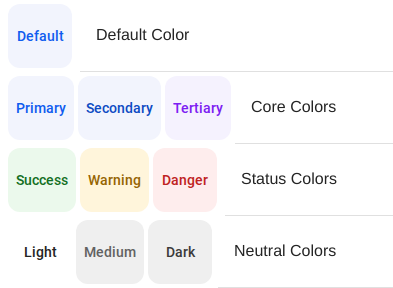 Default Default Color
Primary Secondary Tertiary Core Colors
Success Warning Danger Status Colors
Light Medium Dark Neutral Colors